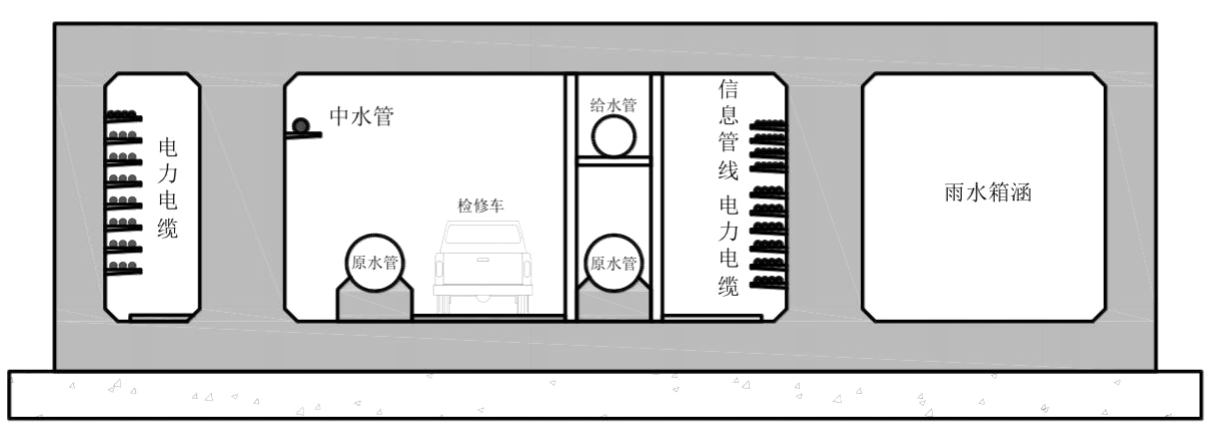 电力电缆
中水管
原水管
检修车
给水管
原水管
信息管线
电力电缆
雨水箱涵